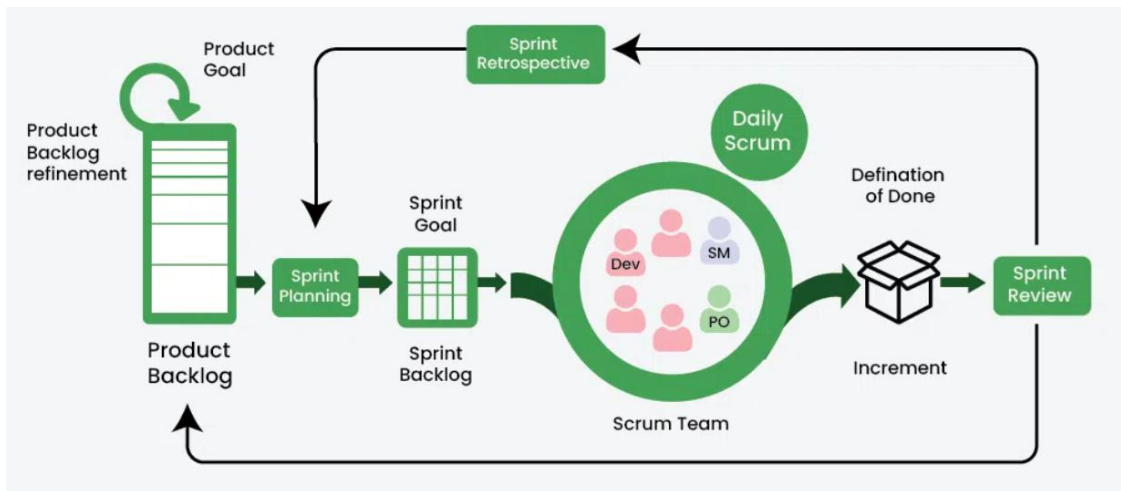 Product
Goal
Product
Backlog
refinement
Product
Backlog
Sprint
Retrospective
Sprint
Planning
Sprint
Goal
Sprint
Backlog
Daily
Scrum
Dev
SM
PO
Scrum Team
Defination
of Done
Increment
Sprint
Review